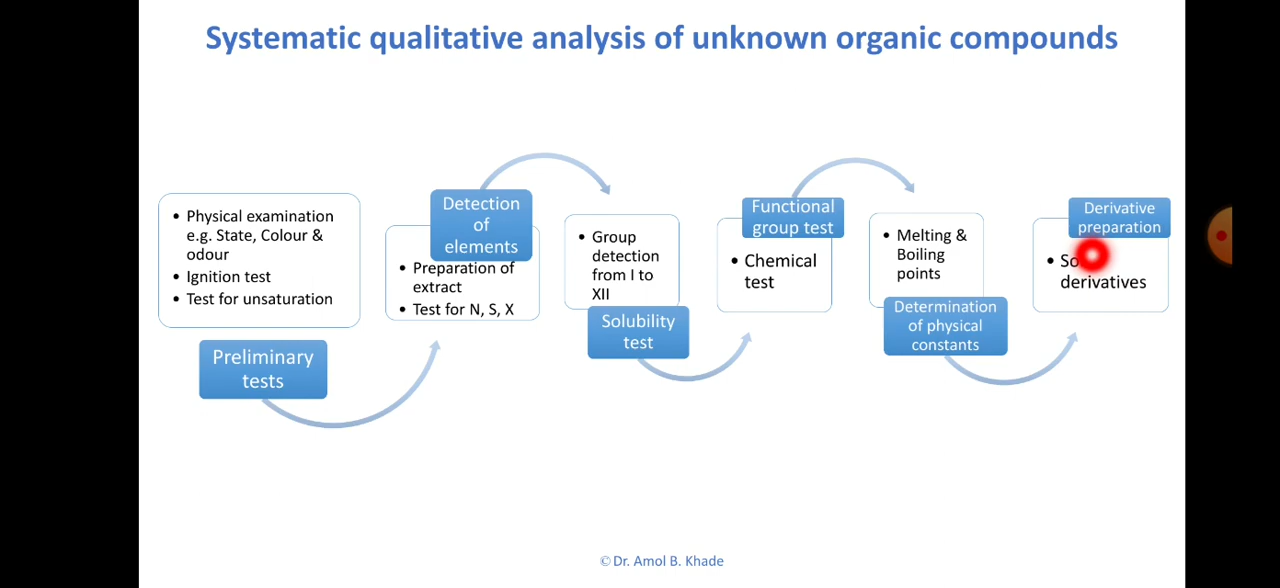 Systematic qualitative analysis of unknown organic compounds
• Physical examination
e.g. State, Colour &
odour
• Ignition test
• Test for unsaturation
Preliminary
tests
Detection
of
elements
• Preparation of
extract
• Test for N, S, X
• Group
detection
from I to
XII
Solubility
test
Functional
group test
• Chemical
test
• Melting &
Boiling
points
Determination
of physical
constants
Derivative
preparation
•
derivatives
© Dr. Amol B. Khade